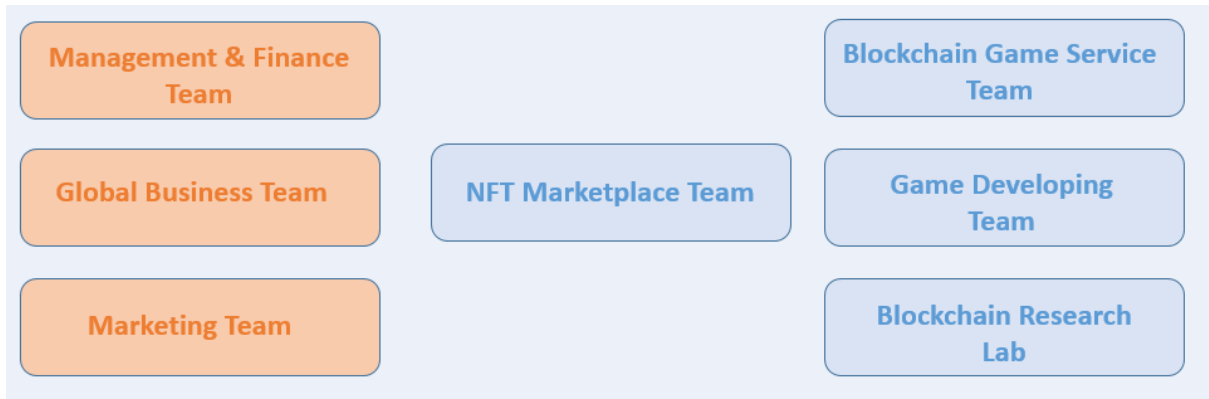 Management & Finance
Team
Global Business Team
Marketing Team
NFT Marketplace Team
Blockchain Game Service
Team
Game Developing
Team
Blockchain Research
Lab